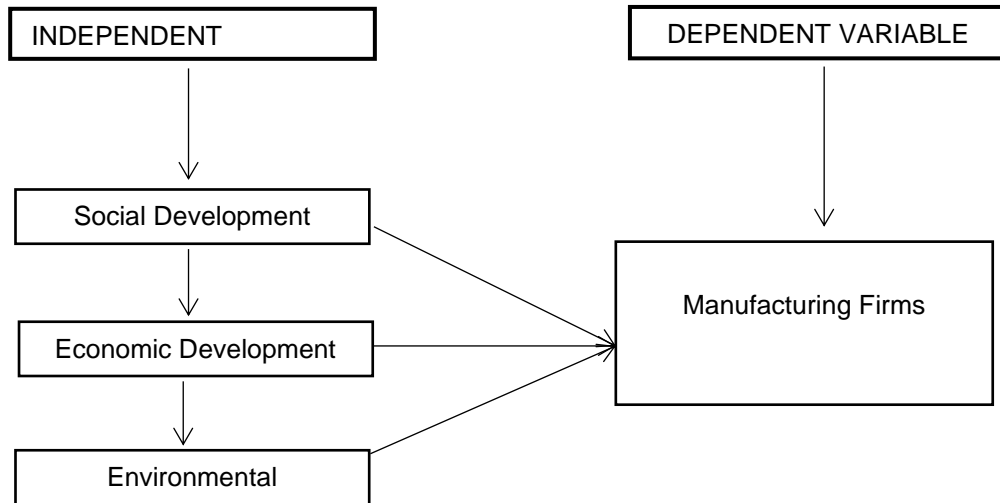 INDEPENDENT
DEPENDENT VARIABLE
Social Development
Manufacturing Firms
Economic Development
Environmental